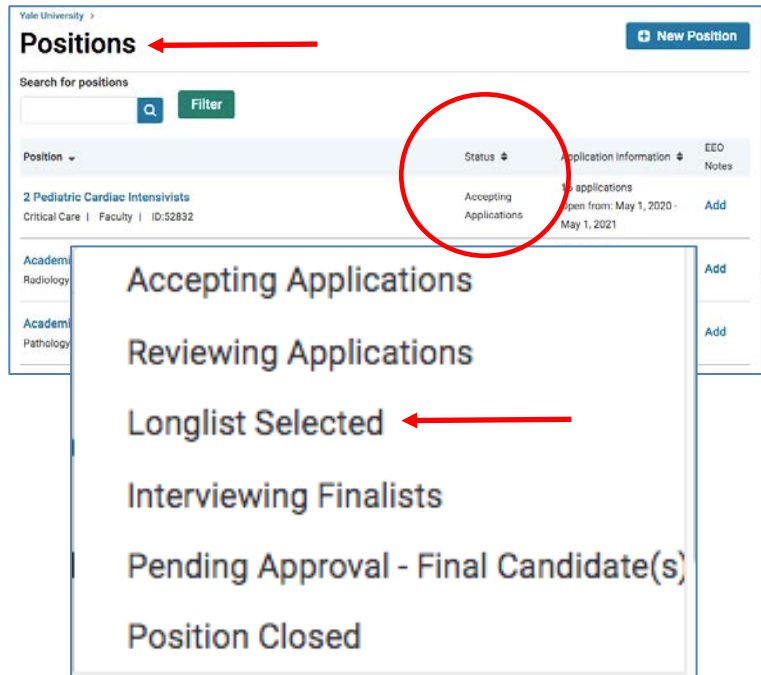 Yale University >
Positions
New Position
Search for positions
Filter
Position
Status
Application Information
EEO
Notes
2 Pediatric Cardiac Intensivists
Critical Care | Faculty | ID:52832
Accepting
Applications
applications
Open from: May 1, 2020 -
May 1, 2021
Add
Academi
Radiology
Add
Academi
Pathology
Add
Accepting Applications
Reviewing Applications
Longlist Selected
Interviewing Finalists
Pending Approval - Final Candidate(s)
Position Closed